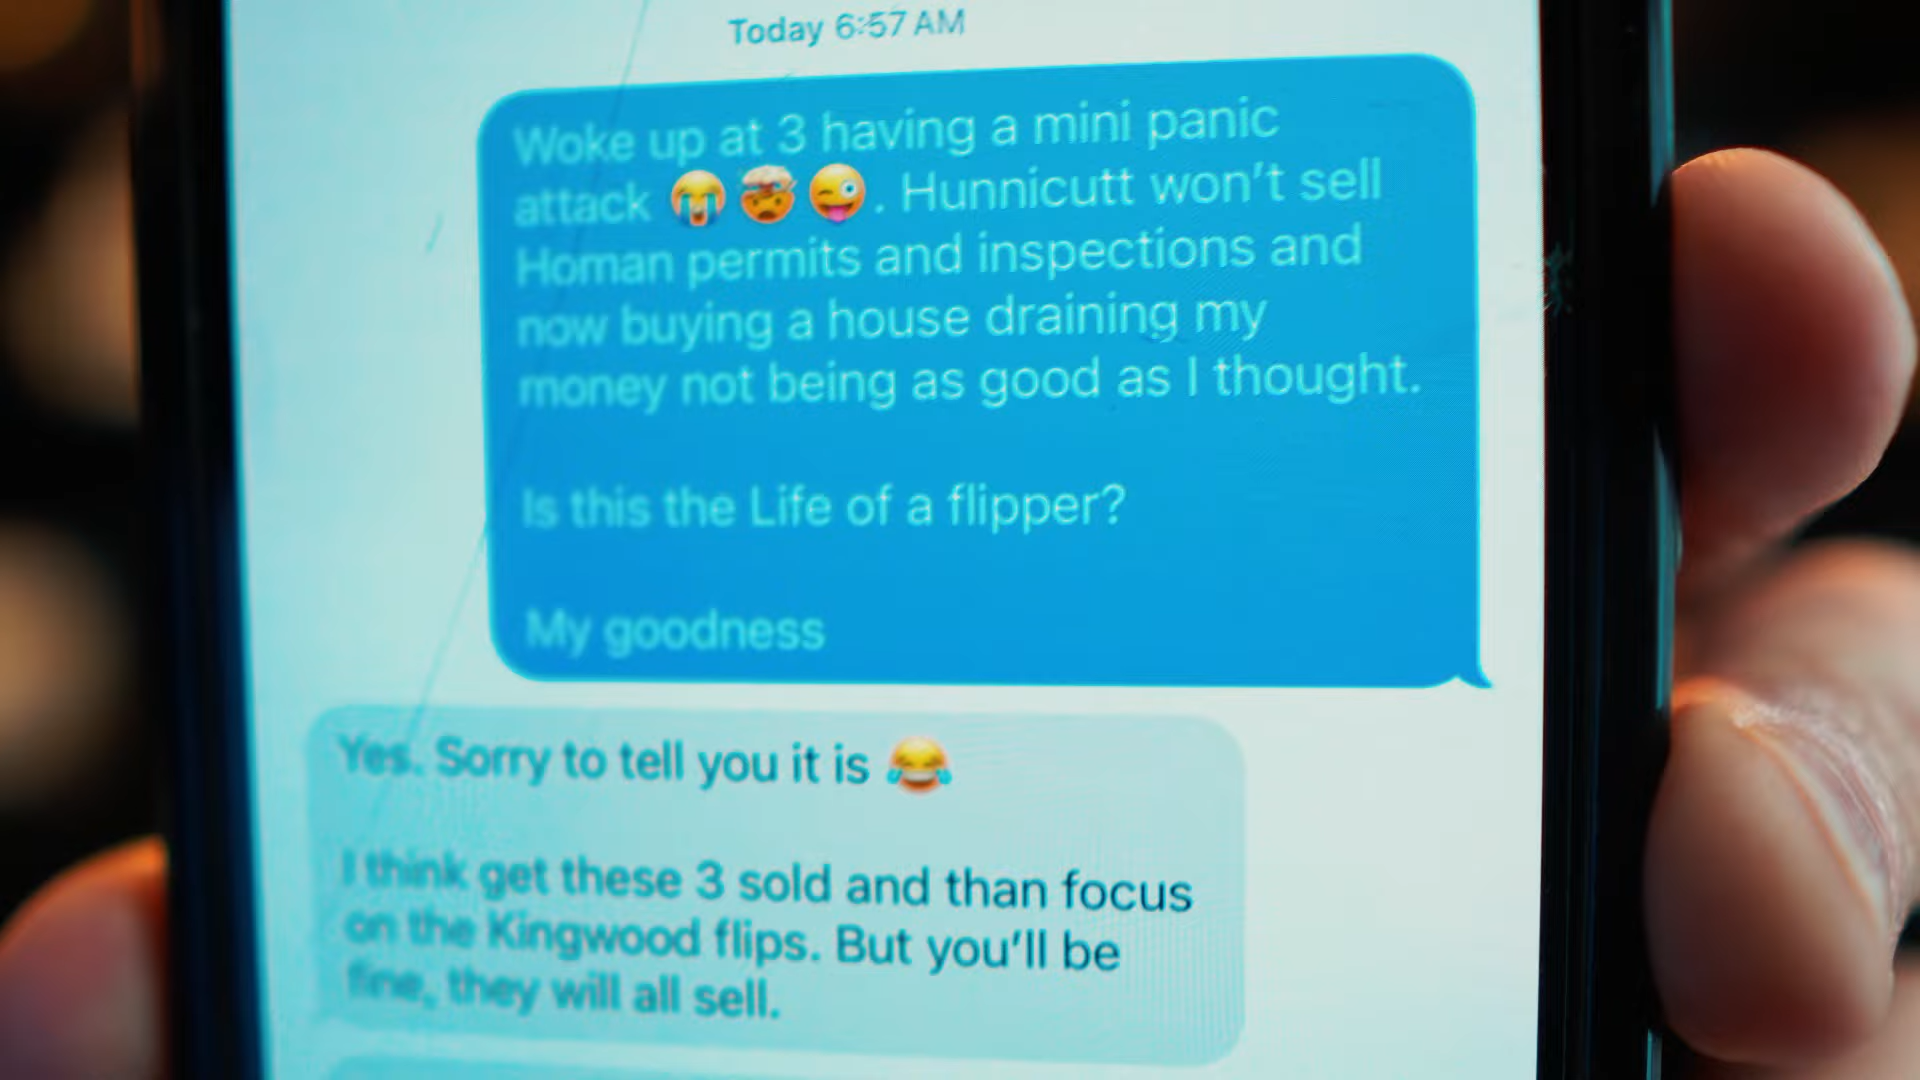 Today 6:57 AM
Woke up at 3 having a mini panic
attack 😭🤯😜. Hunnicutt won't sell
Homan permits and inspections and
now buying a house draining my
money not being as good as I thought.
Is this the Life of a flipper?
My goodness
Yes. Sorry to tell you it is 😂
I think get these 3 sold and than focus
on the Kingwood flips. But you'll be
fine, they will all sell.